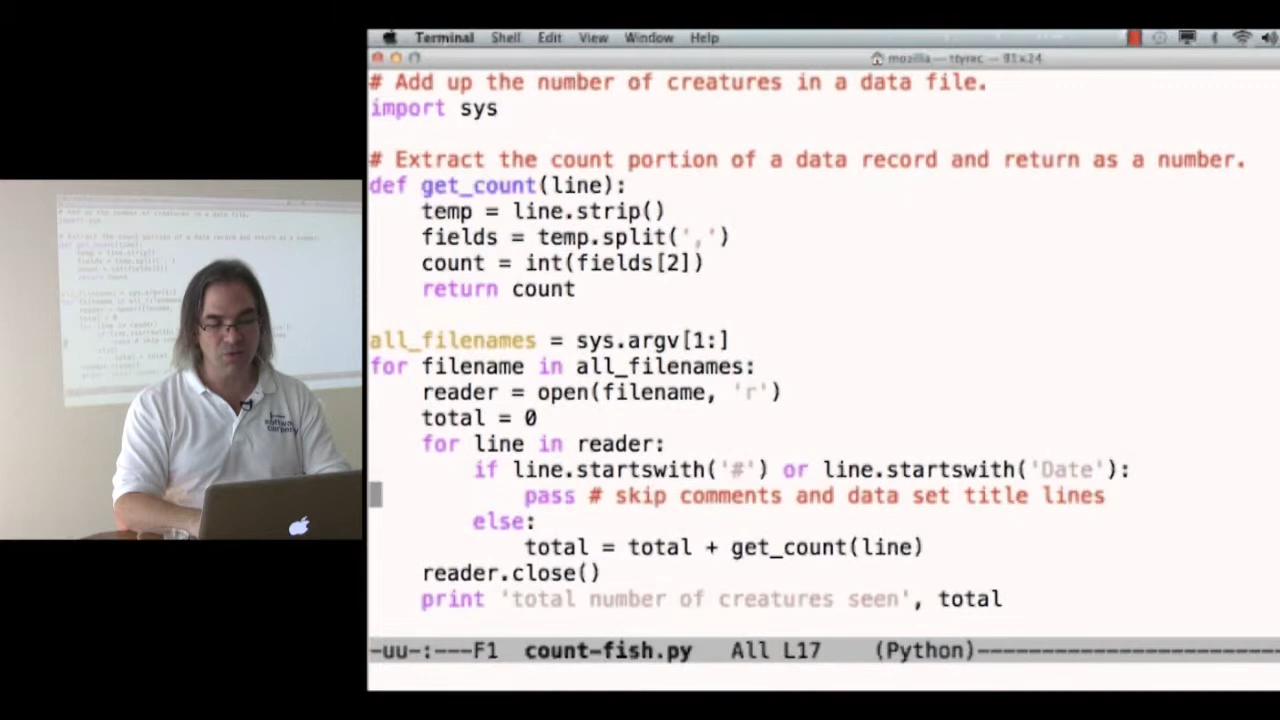 Terminal Shell Edit View Window Help
mozilla — ttyrec — 91×24
# Add up the number of creatures in a data file.
import sys
# Extract the count portion of a data record and return as a number.
def get_count(line):
    temp = line.strip()
    fields = temp.split(',')
    count = int(fields[2])
    return count
all_filenames = sys.argv[1:]
for filename in all_filenames:
    reader = open(filename, 'r')
    total = 0
    for line in reader:
        if line.startswith('#') or line.startswith('Date'):
            pass # skip comments and data set title lines
        else:
            total = total + get_count(line)
    reader.close()
    print 'total number of creatures seen', total
-uu-:---F1 count-fish.py All L17 (Python)------------------------